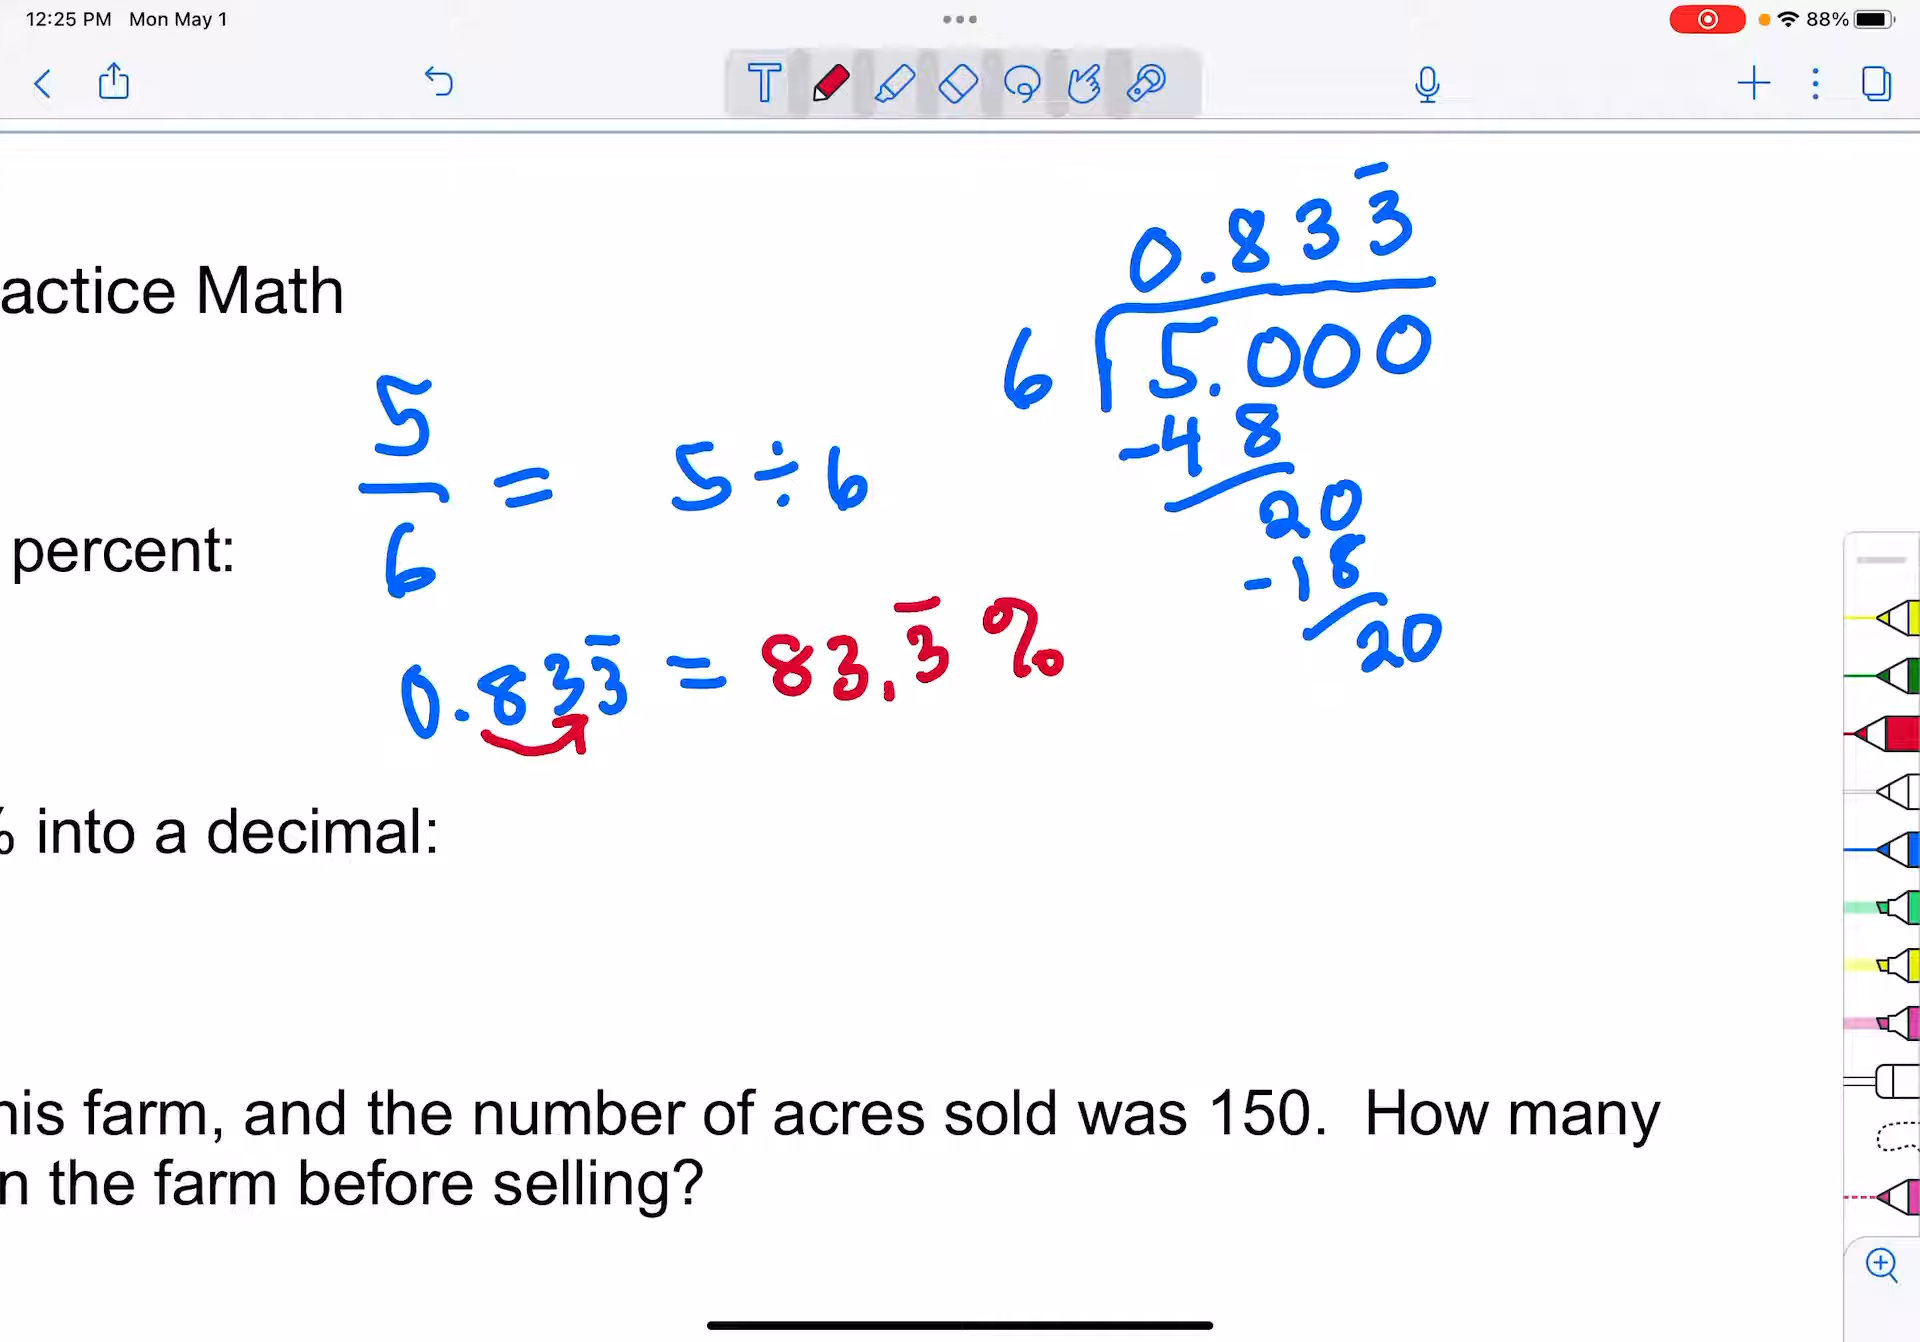 12:25 PM Mon May 1
88%
T
actice Math
0.833̅
6 5.000
-48
20
-18
20
5/6 = 5÷6
percent:
0.833̅ = 83.3̅%
% into a decimal:
his farm, and the number of acres sold was 150. How many
n the farm before selling?